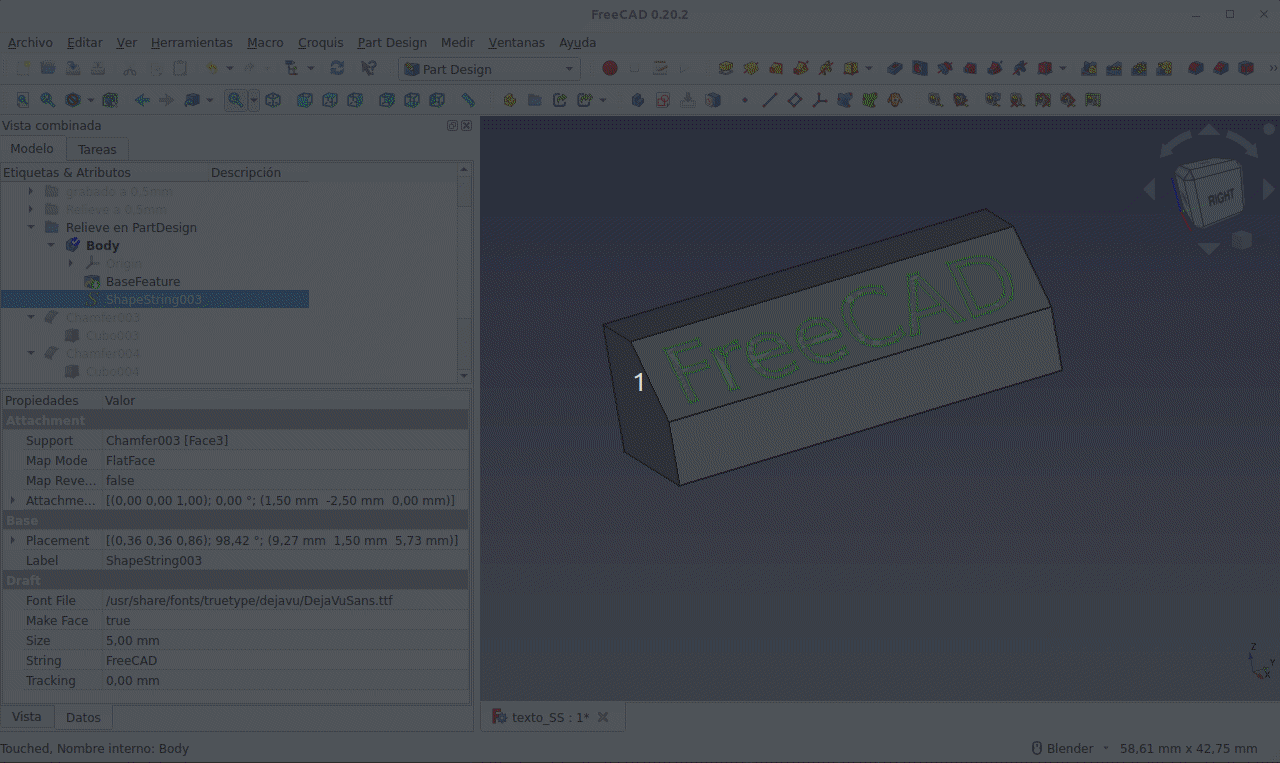 FreeCAD 0.20.2
Archivo Editar Ver Herramientas Macro Croquis Part Design Medir Ventanas Ayuda
Part Design
Vista combinada
Modelo Tareas
Etiquetas & Atributos Descripción
grabado a 0,5mm
Relieve a 0,5mm
Relieve en PartDesign
Body
Origin
BaseFeature
ShapeString003
Chamfer003
Cubo003
Chamfer004
Cubo004
Propiedades Valor
Attachment
Support Chamfer003 [Face3]
Map Mode FlatFace
Map Reve... false
Attachme... [(0,00 0,00 1,00); 0,00 °; (1,50 mm -2,50 mm 0,00 mm)]
Base
Placement [(0,36 0,36 0,86); 98,42 °; (9,27 mm 1,50 mm 5,73 mm)]
Label ShapeString003
Draft
Font File /usr/share/fonts/truetype/dejavu/DejaVuSans.ttf
Make Face true
Size 5,00 mm
String FreeCAD
Tracking 0,00 mm
Vista Datos
RIGHT
FreeCAD
1
Z
Y
X
texto_SS : 1*
Touched, Nombre interno: Body
Blender 58,61 mm x 42,75 mm